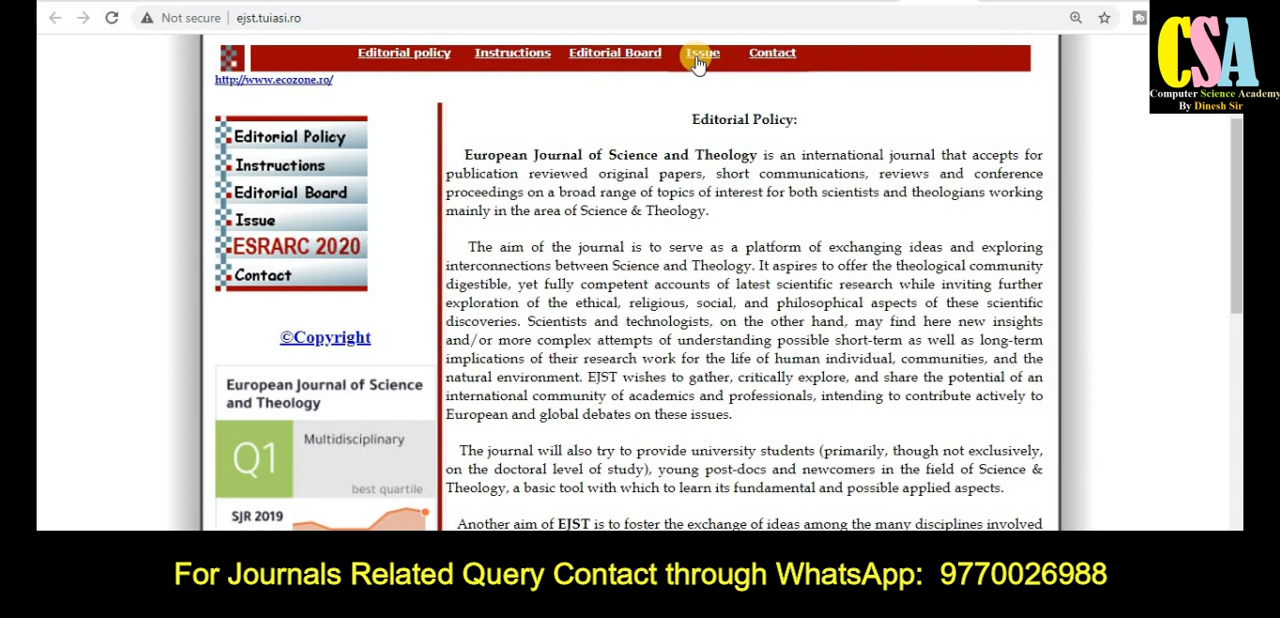 Not secure | ejst.tuiasi.ro
CSA
Computer Science Academy
By Dinesh Sir
Editorial policy Instructions Editorial Board Issue Contact
http://www.ecozone.ro/
Editorial Policy
Instructions
Editorial Board
Issue
ESRARC 2020
Contact
©Copyright
European Journal of Science
and Theology
Q1
Multidisciplinary
best quartile
SJR 2019
Editorial Policy:
European Journal of Science and Theology is an international journal that accepts for
publication reviewed original papers, short communications, reviews and conference
proceedings on a broad range of topics of interest for both scientists and theologians working
mainly in the area of Science & Theology.
The aim of the journal is to serve as a platform of exchanging ideas and exploring
interconnections between Science and Theology. It aspires to offer the theological community
digestible, yet fully competent accounts of latest scientific research while inviting further
exploration of the ethical, religious, social, and philosophical aspects of these scientific
discoveries. Scientists and technologists, on the other hand, may find here new insights
and/or more complex attempts of understanding possible short-term as well as long-term
implications of their research work for the life of human individual, communities, and the
natural environment. EJST wishes to gather, critically explore, and share the potential of an
international community of academics and professionals, intending to contribute actively to
European and global debates on these issues.
The journal will also try to provide university students (primarily, though not exclusively,
on the doctoral level of study), young post-docs and newcomers in the field of Science &
Theology, a basic tool with which to learn its fundamental and possible applied aspects.
Another aim of EJST is to foster the exchange of ideas among the many disciplines involved
For Journals Related Query Contact through WhatsApp: 9770026988